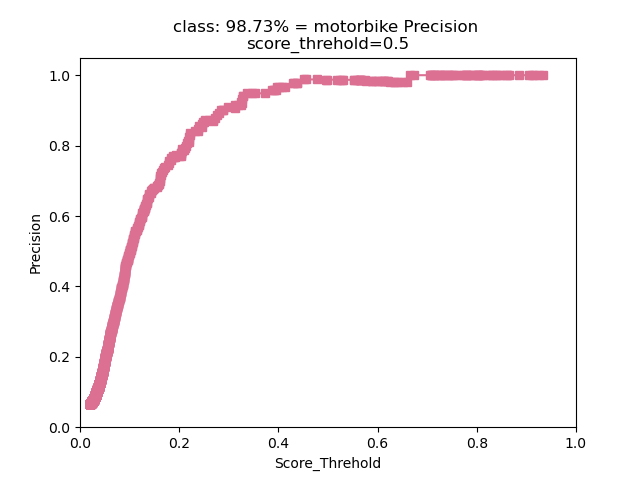 class: 98.73% = motorbike Precision
score_threhold=0.5
1.0
0.8
0.6
0.4
0.2
0.0
Precision
0.0 0.2 0.4 0.6 0.8 1.0
Score_Threhold